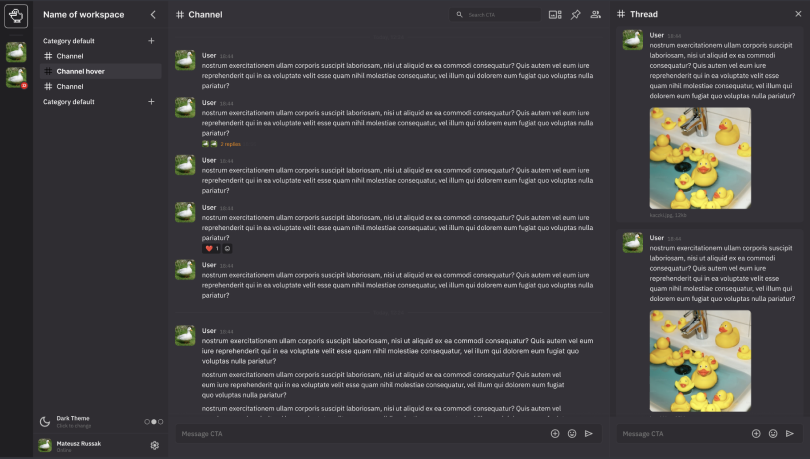 Name of workspace
Category default
Channel
Channel hover
Channel
Category default
Dark Theme
Click to change
Mateusz Russak
Online
Channel
Search CTA
User 18:44
nostrum exercitationem ullam corporis suscipit laboriosam, nisi ut aliquid ex ea commodi consequatur? Quis autem vel eum iure
reprehenderit qui in ea voluptate velit esse quam nihil molestiae consequatur, vel illum qui dolorem eum fugiat quo voluptas nulla
pariatur?
User 18:44
nostrum exercitationem ullam corporis suscipit laboriosam, nisi ut aliquid ex ea commodi consequatur? Quis autem vel eum iure
reprehenderit qui in ea voluptate velit esse quam nihil molestiae consequatur, vel illum qui dolorem eum fugiat quo voluptas nulla
pariatur?
2 replies
User 18:44
nostrum exercitationem ullam corporis suscipit laboriosam, nisi ut aliquid ex ea commodi consequatur? Quis autem vel eum iure
reprehenderit qui in ea voluptate velit esse quam nihil molestiae consequatur, vel illum qui dolorem eum fugiat quo voluptas nulla
pariatur?
User 18:44
nostrum exercitationem ullam corporis suscipit laboriosam, nisi ut aliquid ex ea commodi consequatur? Quis autem vel eum iure
reprehenderit qui in ea voluptate velit esse quam nihil molestiae consequatur, vel illum qui dolorem eum fugiat quo voluptas nulla
pariatur?
1
User 18:44
nostrum exercitationem ullam corporis suscipit laboriosam, nisi ut aliquid ex ea commodi consequatur? Quis autem vel eum iure
reprehenderit qui in ea voluptate velit esse quam nihil molestiae consequatur, vel illum qui dolorem eum fugiat quo voluptas nulla
pariatur?
User 18:44
nostrum exercitationem ullam corporis suscipit laboriosam, nisi ut aliquid ex ea commodi consequatur? Quis autem vel eum
iure reprehenderit qui in ea voluptate velit esse quam nihil molestiae consequatur, vel illum qui dolorem eum fugiat quo
voluptas nulla pariatur?
nostrum exercitationem ullam corporis suscipit laboriosam, nisi ut aliquid ex ea commodi consequatur? Quis autem vel
eum iure reprehenderit qui in ea voluptate velit esse quam nihil molestiae consequatur, vel illum qui dolorem eum fugiat
quo voluptas nulla pariatur?
nostrum exercitationem ullam corporis suscipit laboriosam, nisi ut aliquid ex ea commodi consequatur? Quis autem vel
Message CTA
Thread
User 18:44
nostrum exercitationem ullam corporis suscipit
laboriosam, nisi ut aliquid ex ea commodi
consequatur? Quis autem vel eum iure
reprehenderit qui in ea voluptate velit esse
quam nihil molestiae consequatur, vel illum qui
dolorem eum fugiat quo voluptas nulla pariatur?
kaczki.jpg, 12kb
User 18:44
nostrum exercitationem ullam corporis suscipit
laboriosam, nisi ut aliquid ex ea commodi
consequatur? Quis autem vel eum iure
reprehenderit qui in ea voluptate velit esse
quam nihil molestiae consequatur, vel illum qui
dolorem eum fugiat quo voluptas nulla pariatur?
Message CTA